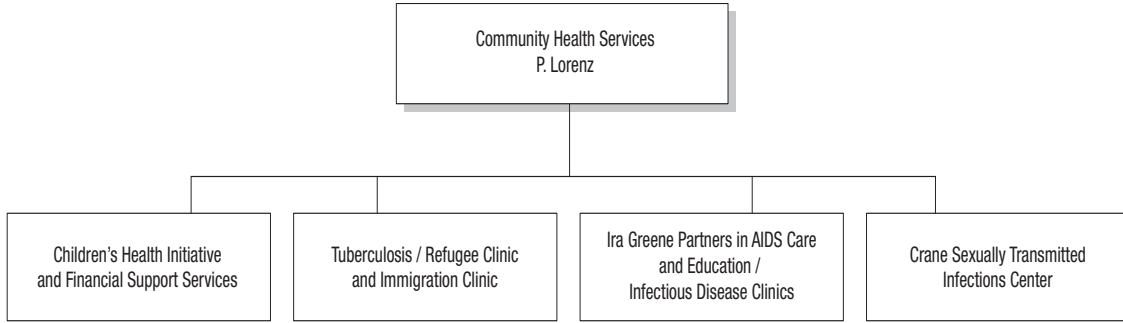 Community Health Services
P. Lorenz
Children’s Health Initiative
and Financial Support Services
Tuberculosis / Refugee Clinic
and Immigration Clinic
Ira Greene Partners in AIDS Care
and Education /
Infectious Disease Clinics
Crane Sexually Transmitted
Infections Center